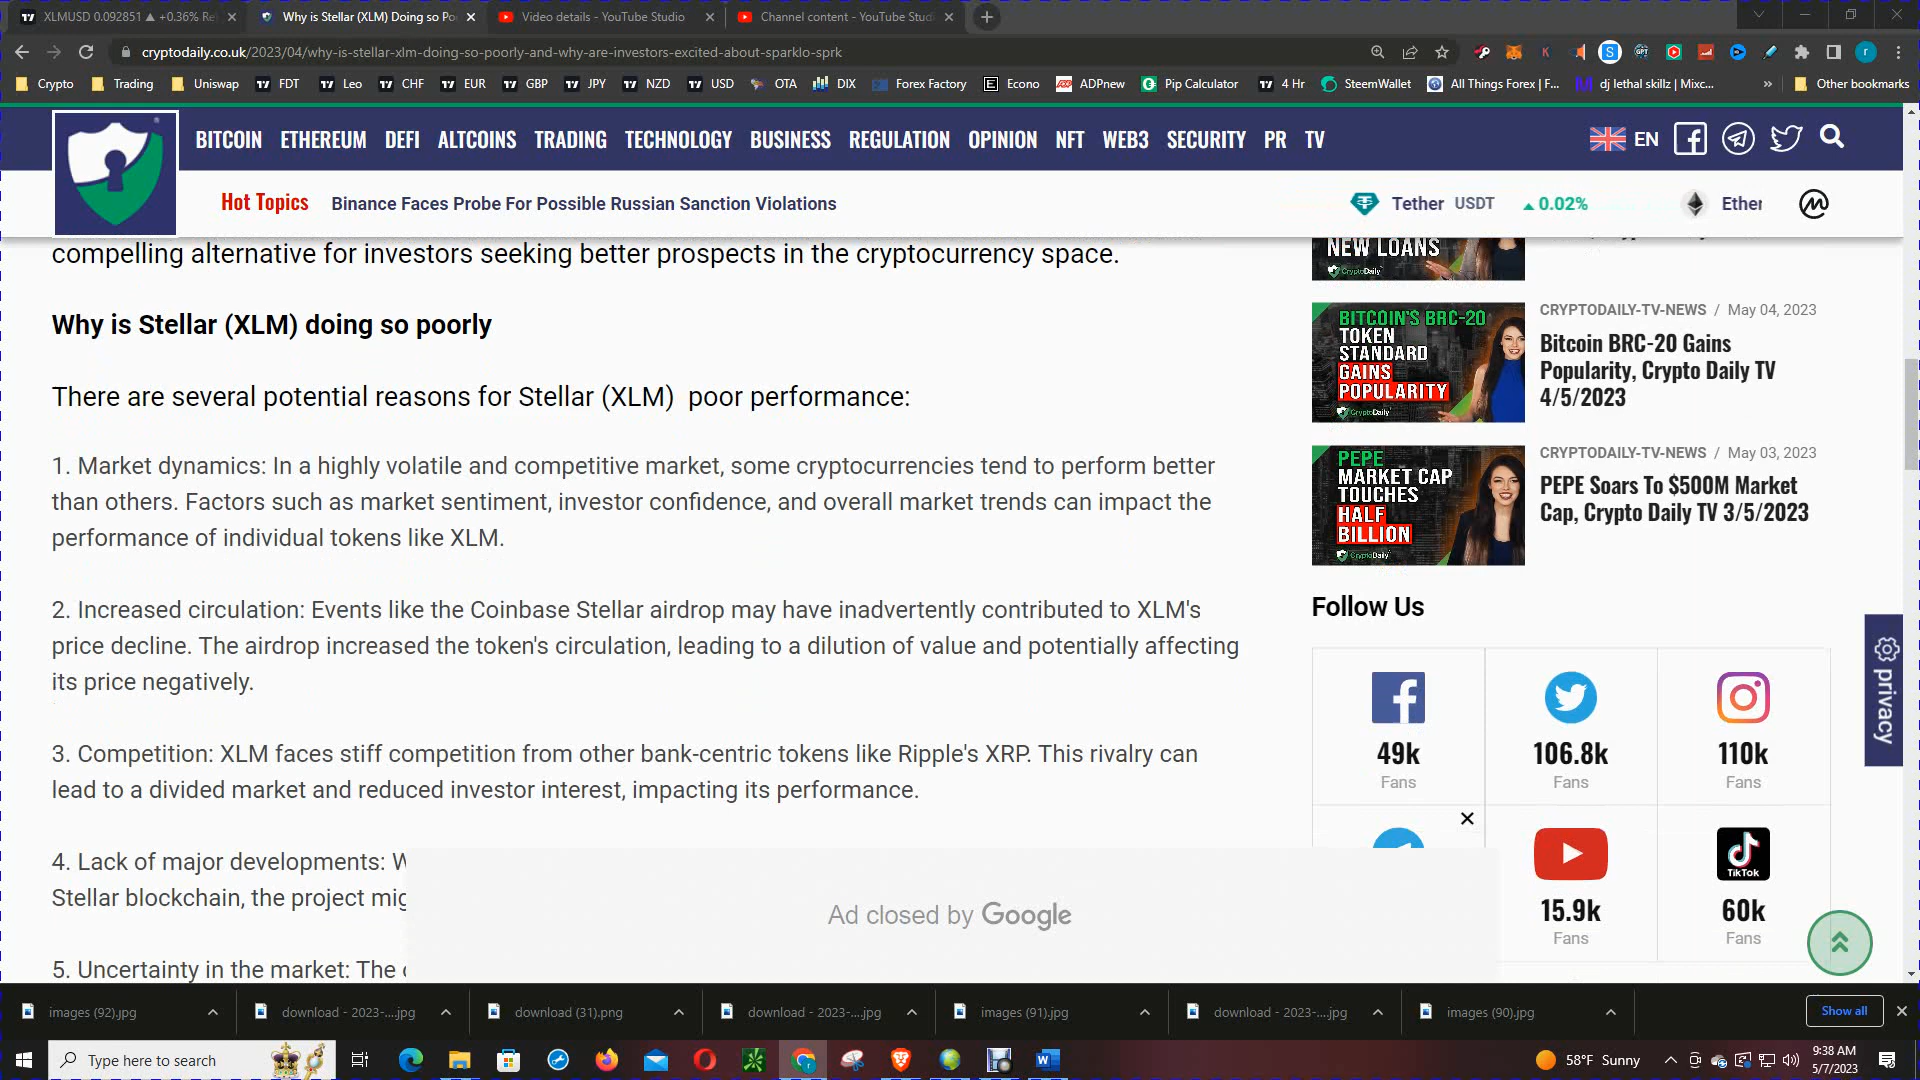 XLMUSD 0.092851 ▲ +0.36% Re
Why is Stellar (XLM) Doing so Po
Video details - YouTube Studio
Channel content - YouTube Studi
cryptodaily.co.uk/2023/04/why-is-stellar-xlm-doing-so-poorly-and-why-are-investors-excited-about-sparklo-sprk
Crypto
Trading
Uniswap
FDT
Leo
CHF
EUR
GBP
JPY
NZD
USD
OTA
DIX
Forex Factory
Econo
ADPnew
Pip Calculator
4 Hr
SteemWallet
All Things Forex | F...
dj lethal skillz | Mixc...
Other bookmarks
BITCOIN ETHEREUM DEFI ALTCOINS TRADING TECHNOLOGY BUSINESS REGULATION OPINION NFT WEB3 SECURITY PR TV
EN
Hot Topics
Binance Faces Probe For Possible Russian Sanction Violations
Tether USDT ▲ 0.02%
Ether
compelling alternative for investors seeking better prospects in the cryptocurrency space.
Why is Stellar (XLM) doing so poorly
There are several potential reasons for Stellar (XLM) poor performance:
1. Market dynamics: In a highly volatile and competitive market, some cryptocurrencies tend to perform better
than others. Factors such as market sentiment, investor confidence, and overall market trends can impact the
performance of individual tokens like XLM.
2. Increased circulation: Events like the Coinbase Stellar airdrop may have inadvertently contributed to XLM's
price decline. The airdrop increased the token's circulation, leading to a dilution of value and potentially affecting
its price negatively.
3. Competition: XLM faces stiff competition from other bank-centric tokens like Ripple's XRP. This rivalry can
lead to a divided market and reduced investor interest, impacting its performance.
4. Lack of major developments: W
Stellar blockchain, the project mig
5. Uncertainty in the market: The
Ad closed by Google
NEW LOANS
CryptoDaily
BITCOIN'S BRC-20
TOKEN
STANDARD
GAINS
POPULARITY
CryptoDaily
CRYPTODAILY-TV-NEWS / May 04, 2023
Bitcoin BRC-20 Gains
Popularity, Crypto Daily TV
4/5/2023
PEPE
MARKET CAP
TOUCHES
HALF
BILLION
CryptoDaily
CRYPTODAILY-TV-NEWS / May 03, 2023
PEPE Soars To $500M Market
Cap, Crypto Daily TV 3/5/2023
Follow Us
49k
Fans
106.8k
Fans
110k
Fans
15.9k
Fans
TikTok
60k
Fans
privacy
images (92).jpg
download - 2023-....jpg
download (31).png
download - 2023-....jpg
images (91).jpg
download - 2023-....jpg
images (90).jpg
Show all
Type here to search
58°F Sunny
9:38 AM
5/7/2023